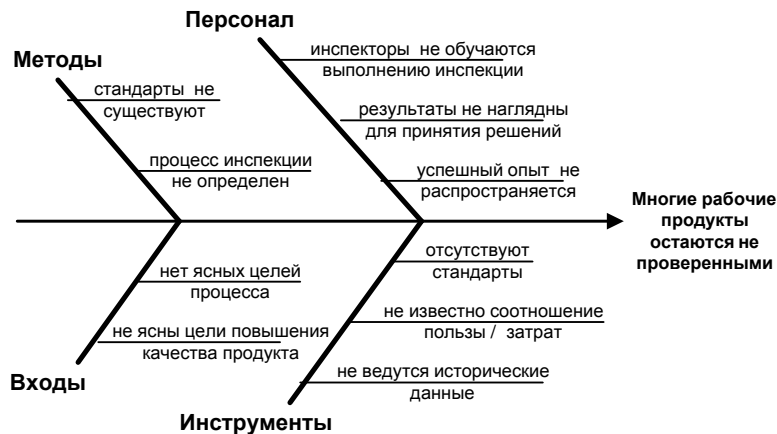 Персонал
инспекторы не обучаются
выполнению инспекции
Методы
стандарты не
существуют
результаты не наглядны
для принятия решений
процесс инспекции
не определен
успешный опыт не
распространяется
Многие рабочие
продукты
остаются не
проверенными
отсутствуют
стандарты
нет ясных целей
процесса
не известно соотношение
пользы / затрат
не ясны цели повышения
качества продукта
не ведутся исторические
данные
Входы
Инструменты